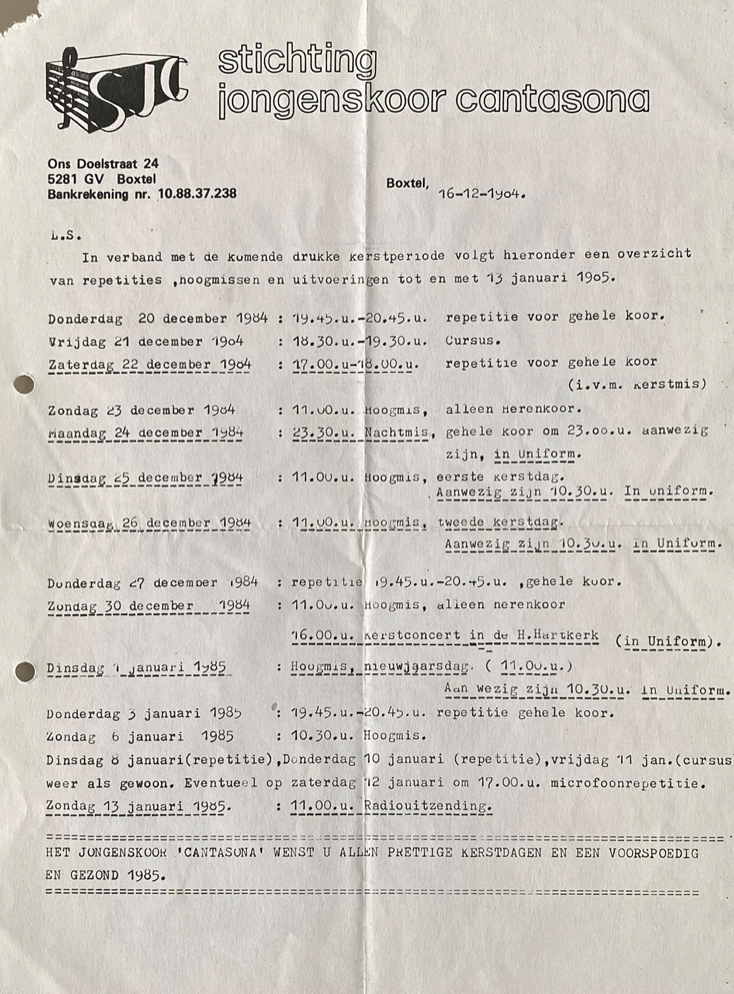 SJC
stichting
jongenskoor cantasona
Ons Doelstraat 24
5281 GV Boxtel
Bankrekening nr. 10.88.37.238
Boxtel, 16-12-1984.
L.S.
In verband met de komende drukke kerstperiode volgt hieronder een overzicht
van repetities ,hoogmissen en uitvoeringen tot en met 13 januari 1985.
Donderdag 20 december 1984 : 19.45.u.-20.45.u. repetitie voor gehele koor.
Vrijdag 21 december 1984 : 18.30.u.-19.30.u. Cursus.
Zaterdag 22 december 1984 : 17.00.u-18.00.u. repetitie voor gehele koor
(i.v.m. kerstmis)
Zondag 23 december 1984 : 11.00.u. Hoogmis, alleen Herenkoor.
Maandag 24 december 1984 : 23.30.u. Nachtmis, gehele koor om 23.oo.u. aanwezig
zijn, in Uniform.
Dinsdag 25 december 1984 : 11.00.u. Hoogmis, eerste kerstdag.
Aanwezig zijn 10.30.u. In uniform.
Woensdag 26 december 1984 : 11.00.u. Hoogmis, tweede kerstdag.
Aanwezig zijn 10.30.u. in Uniform.
Donderdag 27 december 1984 : repetitie 19.45.u.-20.45.u. ,gehele koor.
Zondag 30 december 1984 : 11.00.u. Hoogmis, alleen herenkoor
16.00.u. kerstconcert in de H.Hartkerk (in Uniform).
Dinsdag 1 januari 1985 : Hoogmis, nieuwjaarsdag. ( 11.00.u.)
Aan wezig zijn 10.30.u. in Uniform.
Donderdag 3 januari 1985 : 19.45.u.-20.45.u. repetitie gehele koor.
Zondag 6 januari 1985 : 10.30.u. Hoogmis.
Dinsdag 8 januari(repetitie),Donderdag 10 januari (repetitie),vrijdag 11 jan.(cursus
weer als gewoon. Eventueel op zaterdag 12 januari om 17.00.u. microfoonrepetitie.
Zondag 13 januari 1985. : 11.00.u. Radiouitzending.
HET JONGENSKOOR 'CANTASONA' WENST U ALLEN PRETTIGE KERSTDAGEN EN EEN VOORSPOEDIG
EN GEZOND 1985.